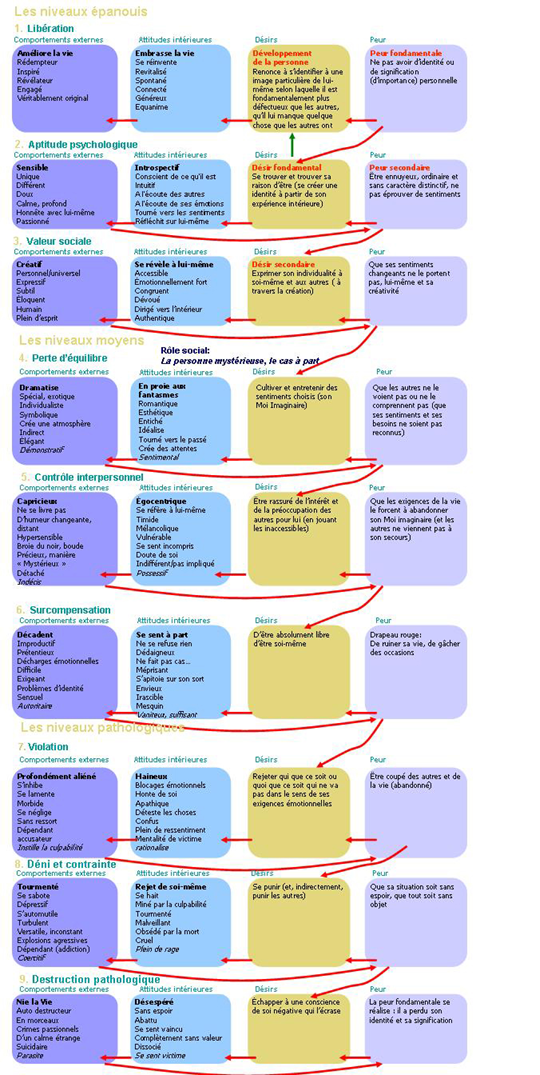 Les niveaux épanouis
1. Libération
Comportements externes
Attitudes intérieures
Désirs
Peur
Améliore la vie
Rédempteur
Inspiré
Révélateur
Engagé
Véritablement original
Embrasse la vie
Se réinvente
Revitalisé
Spontané
Connecté
Généreux
Equanime
Développement
de la personne
Renonce à s'identifier à une
image particulière de lui-
même selon laquelle il est
fondamentalement plus
défectueux que les autres,
qu'il lui manque quelque
chose que les autres ont
Peur fondamentale
Ne pas avoir d'identité ou
de signification
(d'importance) personnelle
2. Aptitude psychologique
Comportements externes
Attitudes intérieures
Désirs
Peur
Sensible
Unique
Différent
Doux
Calme, profond
Honnête avec lui-même
Passionné
Introspectif
Conscient de ce qu'il est
Intuitif
A l'écoute des autres
A l'écoute de ses émotions
Tourné vers les sentiments
Réfléchit sur lui-même
Désir fondamental
Se trouver et trouver sa
raison d'être (se créer une
identité à partir de son
expérience intérieure)
Peur secondaire
Être ennuyeux, ordinaire et
sans caractère distinctif, ne
pas éprouver de sentiments
3. Valeur sociale
Comportements externes
Attitudes intérieures
Désirs
Peur
Créatif
Personnel/universel
Expressif
Subtil
Éloquent
Humain
Plein d'esprit
Se révèle à lui-même
Accessible
Émotionnellement fort
Congruent
Dévoué
Dirigé vers l'intérieur
Authentique
Désir secondaire
Exprimer son individualité à
soi-même et aux autres ( à
travers la création)
Que ses sentiments
changeants ne le portent
pas, lui-même et sa
créativité
Les niveaux moyens
Rôle social:
La personne mystérieuse, le cas à part
4. Perte d'équilibre
Comportements externes
Attitudes intérieures
Désirs
Peur
Dramatise
Spécial, exotique
Individualiste
Symbolique
Crée une atmosphère
Indirect
Élégant
Démonstratif
En proie aux
fantasmes
Romantique
Esthétique
Entiché
Idéalise
Tourné vers le passé
Crée des attentes
Sentimental
Cultiver et entretenir des
sentiments choisis (son
Moi Imaginaire)
Que les autres ne le
voient pas ou ne le
comprennent pas (que
ses sentiments et ses
besoins ne soient pas
reconnus)
5. Contrôle interpersonnel
Comportements externes
Attitudes intérieures
Désirs
Peur
Capricieux
Ne se livre pas
D'humeur changeante,
distant
Hypersensible
Broie du noir, boude
Précieux, manière
« Mystérieux »
Détaché
Indécis
Égocentrique
Se réfère à lui-même
Timide
Mélancolique
Vulnérable
Se sent incompris
Doute de soi
Indifférent/pas impliqué
Possessif
Être rassuré de l'intérêt et
de la préoccupation des
autres pour lui (en jouant
les inaccessibles)
Que les exigences de la vie
le forcent à abandonner
son Moi imaginaire (et les
autres ne viennent pas à
son secours)
6. Surcompensation
Comportements externes
Attitudes intérieures
Désirs
Peur
Décadent
Improductif
Prétentieux
Décharges émotionnelles
Difficile
Exigeant
Problèmes d'identité
Sensuel
Autoritaire
Se sent à part
Ne se refuse rien
Dédaigneux
Ne fait pas cas...
Méprisant
S'apitoie sur son sort
Envieux
Irascible
Mesquin
Vaniteux, suffisant
D'être absolument libre
d'être soi-même
Drapeau rouge:
De ruiner sa vie, de gâcher
des occasions
Les niveaux pathologiques
7. Violation
Comportements externes
Attitudes intérieures
Désirs
Peur
Profondément aliéné
S'inhibe
Se lamente
Morbide
Se néglige
Sans ressort
Dépendant
accusateur
Instille la culpabilité
Haineux
Blocages émotionnels
Honte de soi
Apathique
Déteste les choses
Confus
Plein de ressentiment
Mentalité de victime
rationalise
Rejeter qui que ce soit ou
quoi que ce soit qui ne va
pas dans le sens de ses
exigences émotionnelles
Être coupé des autres et de
la vie (abandonné)
8. Déni et contrainte
Comportements externes
Attitudes intérieures
Désirs
Peur
Tourmenté
Se sabote
Dépressif
S'automutile
Turbulent
Versatile, inconstant
Explosions agressives
Dépendant (addiction)
Coercitif
Rejet de soi-même
Se hait
Miné par la culpabilité
Tourmenté
Malveillant
Obsédé par la mort
Cruel
Plein de rage
Se punir (et, indirectement,
punir les autres)
Que sa situation soit sans
espoir, que tout soit sans
objet
9. Destruction pathologique
Comportements externes
Attitudes intérieures
Désirs
Peur
Nie la Vie
Auto destructeur
En morceaux
Crimes passionnels
D'un calme étrange
Suicidaire
Parasite
Désespéré
Sans espoir
Abattu
Se sent vaincu
Complètement sans valeur
Dissocié
Se sent victime
Échapper à une conscience
de soi négative qui l'écrase
La peur fondamentale se
réalise : il a perdu son
identité et sa signification